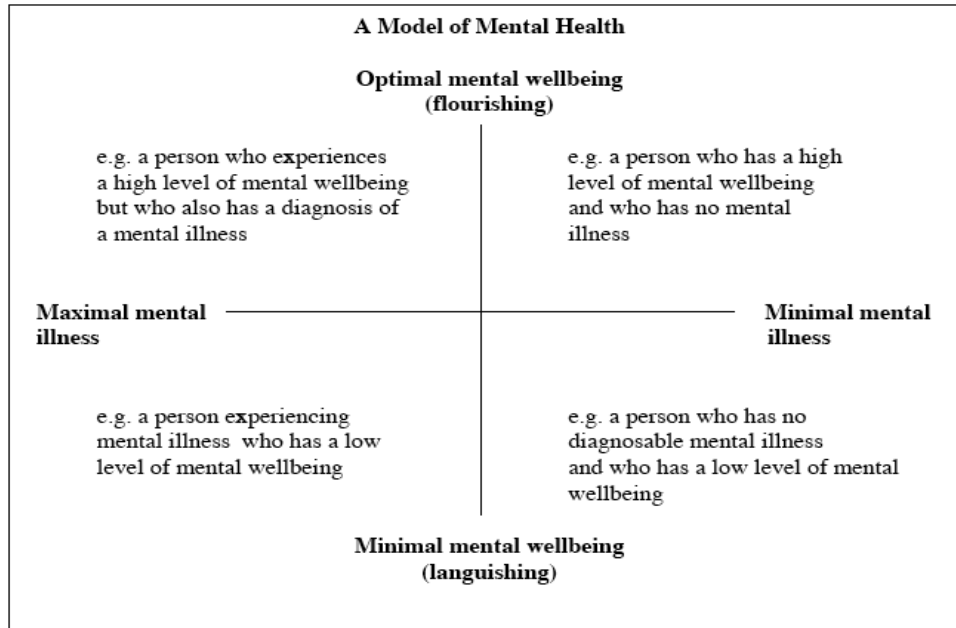 A Model of Mental Health
Optimal mental wellbeing
(flourishing)
e.g. a person who experiences
a high level of mental wellbeing
but who also has a diagnosis of
a mental illness
e.g. a person who has a high
level of mental wellbeing
and who has no mental
illness
Maximal mental
illness
Minimal mental
illness
e.g. a person experiencing
mental illness who has a low
level of mental wellbeing
e.g. a person who has no
diagnosable mental illness
and who has a low level of mental
wellbeing
Minimal mental wellbeing
(languishing)